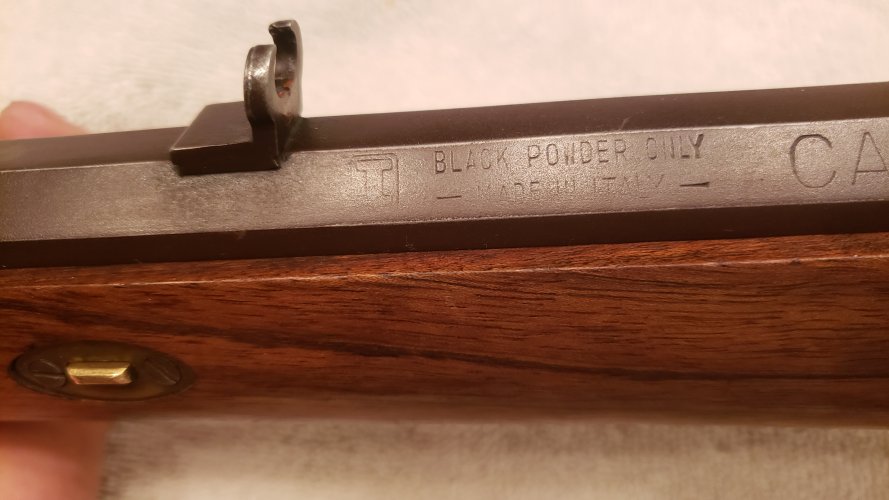 BLACK POWDER ONLY
— MADE IN ITALY —
CA